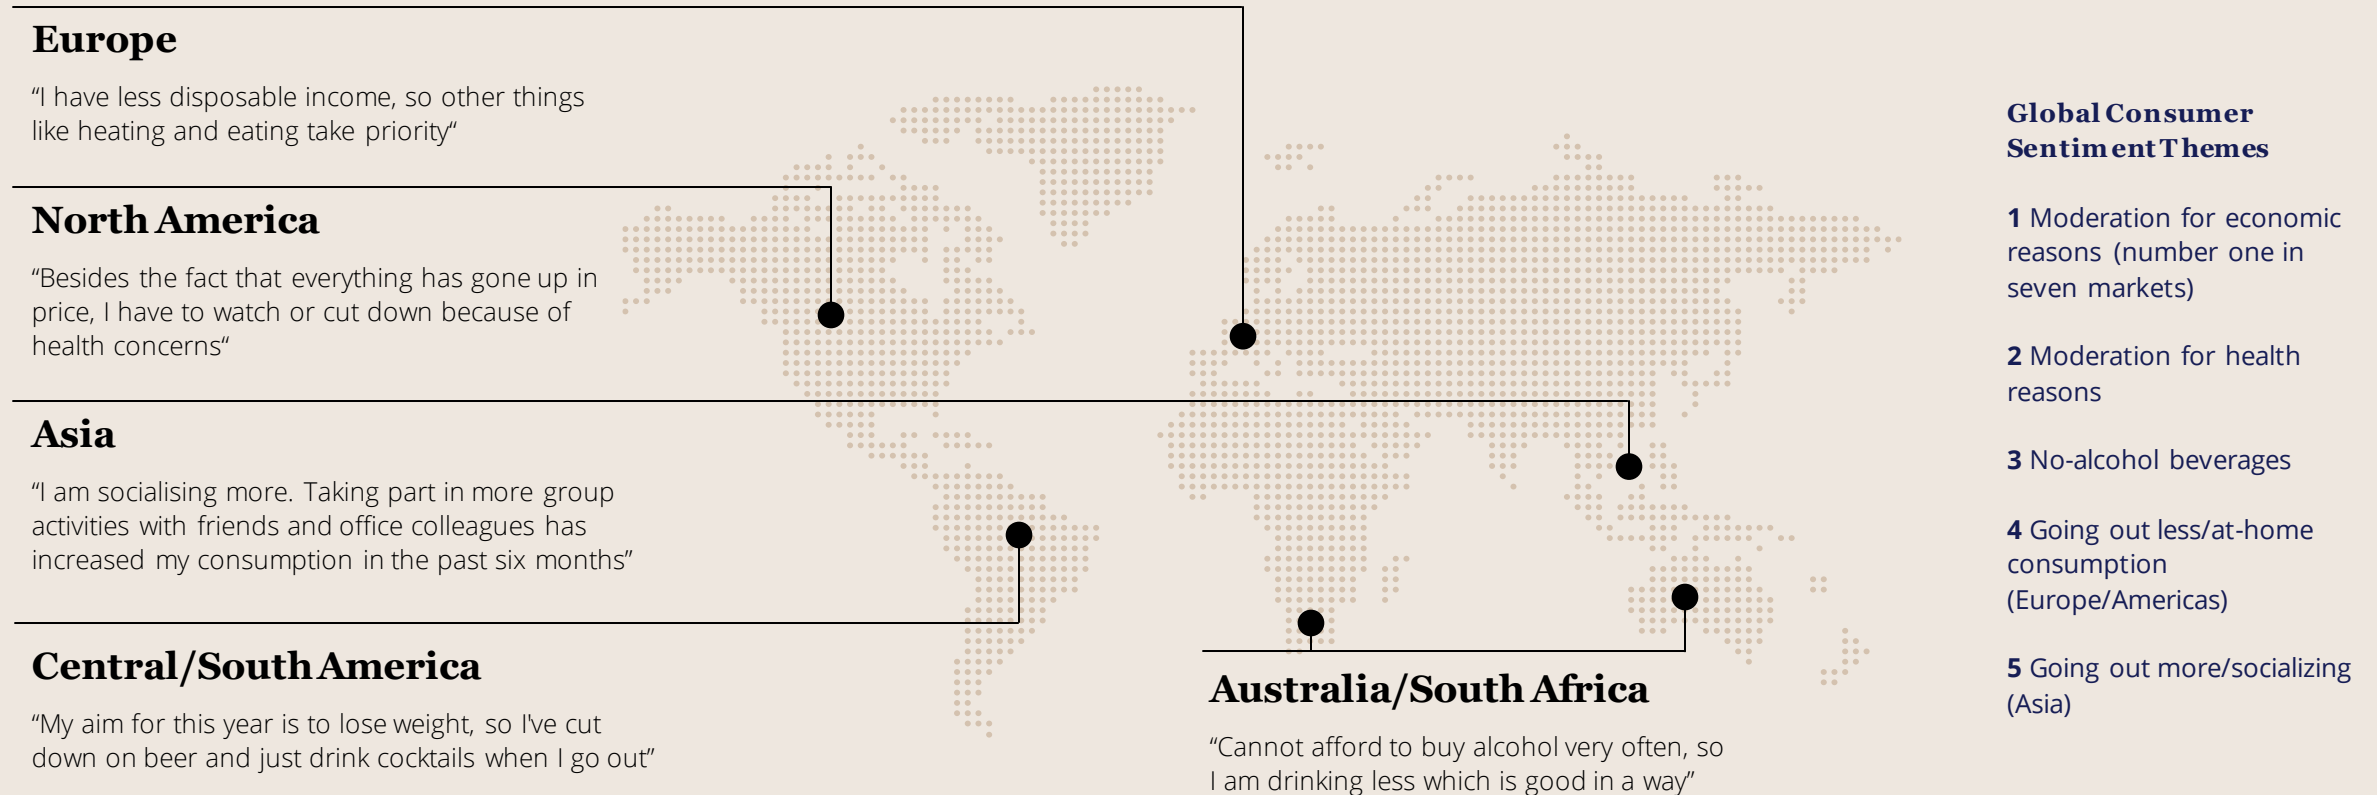 Europe
“I have less disposable income, so other things
like heating and eating take priority“
North America
“Besides the fact that everything has gone up in
price, I have to watch or cut down because of
health concerns“
Asia
“I am socialising more. Taking part in more group
activities with friends and office colleagues has
increased my consumption in the past six months”
Central/South America
“My aim for this year is to lose weight, so I've cut
down on beer and just drink cocktails when I go out”
Australia/South Africa
“Cannot afford to buy alcohol very often, so
I am drinking less which is good in a way”
Global Consumer
Sentiment Themes
1 Moderation for economic
reasons (number one in
seven markets)
2 Moderation for health
reasons
3 No-alcohol beverages
4 Going out less/at-home
consumption
(Europe/Americas)
5 Going out more/socializing
(Asia)